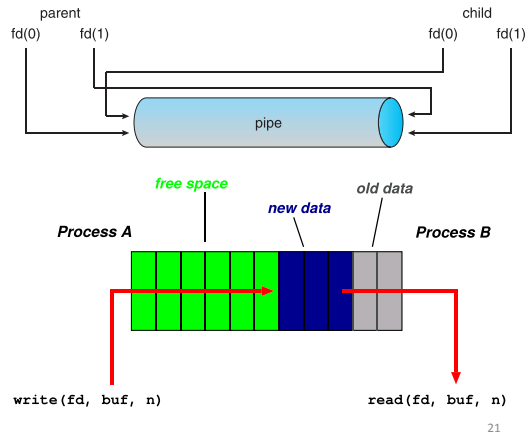 parent child
fd(0) fd(1) fd(0) fd(1)
pipe
free space
old data
new data
Process A Process B
write(fd, buf, n) read(fd, buf, n)
21